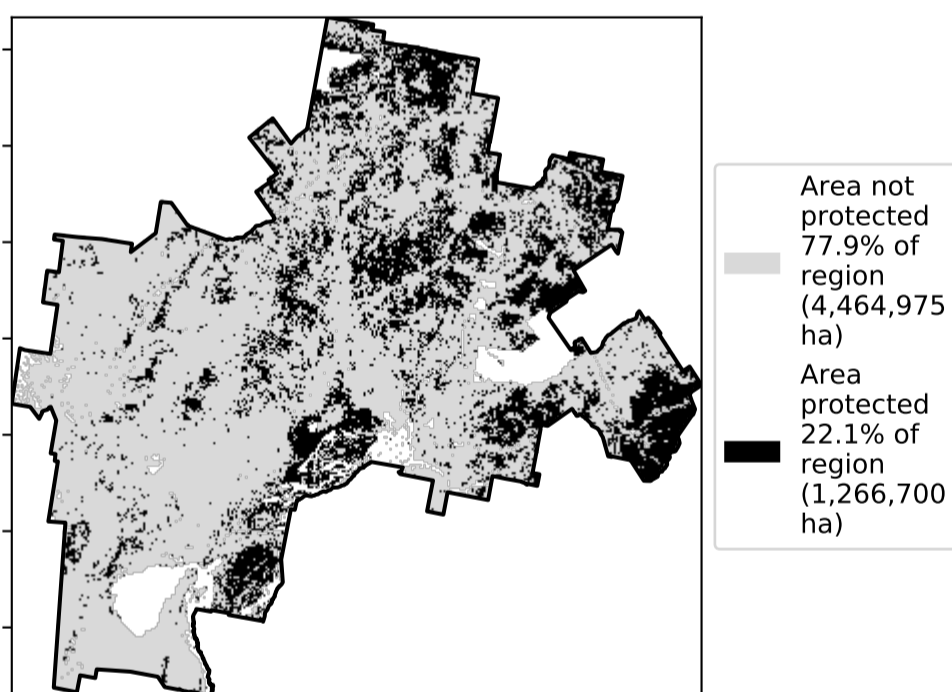 Area not
protected
77.9% of
region
(4,464,975
ha)
Area
protected
22.1% of
region
(1,266,700
ha)